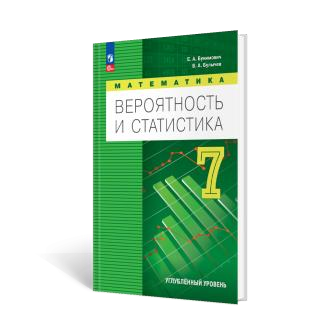 Е. А. Бунимович
В. А. Булычев
МАТЕМАТИКА
ВЕРОЯТНОСТЬ
И СТАТИСТИКА
7
УГЛУБЛЁННЫЙ УРОВЕНЬ